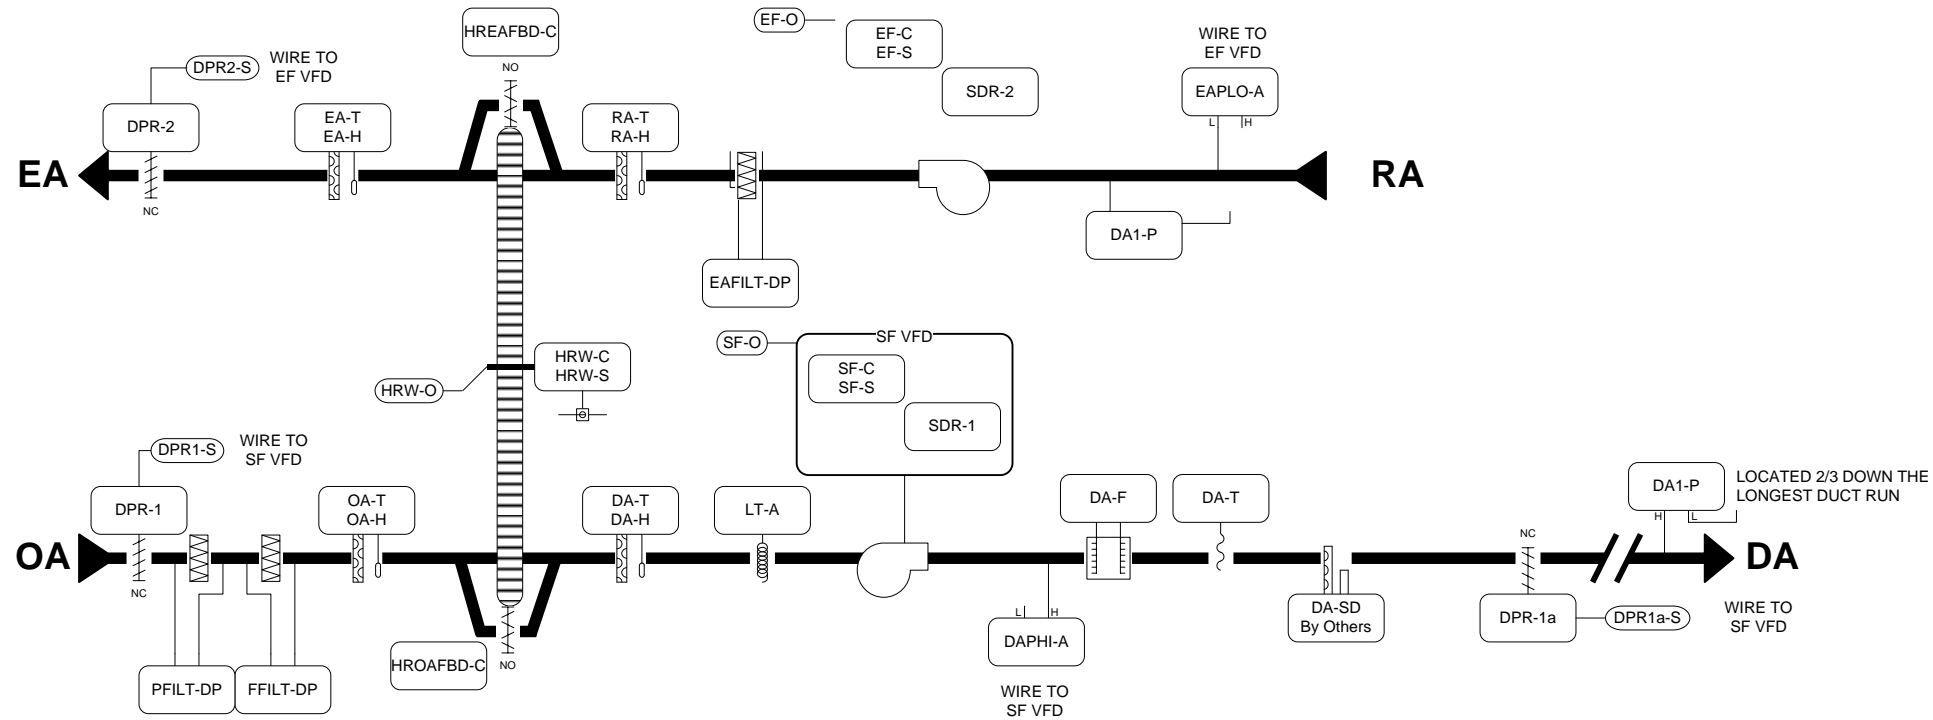 HREAFBD-C
EF-O
EF-C
EF-S
WIRE TO
EF VFD
DPR2-S
WIRE TO
EF VFD
NO
SDR-2
EAPLO-A
DPR-2
EA-T
EA-H
RA-T
RA-H
L
H
EA
RA
NC
DA1-P
EAFILT-DP
SF-O
SF VFD
SF-C
SF-S
HRW-C
HRW-S
HRW-O
SDR-1
DPR1-S
WIRE TO
SF VFD
DPR-1
OA-T
OA-H
DA-T
DA-H
LT-A
DA-F
DA-T
DA1-P
LOCATED 2/3 DOWN THE
LONGEST DUCT RUN
H
L
NC
OA
DA
NC
L
H
DA-SD
By Others
DPR-1a
DPR1a-S
WIRE TO
SF VFD
DAPHI-A
HROAFBD-C
NO
PFILT-DP
FFILT-DP
WIRE TO
SF VFD